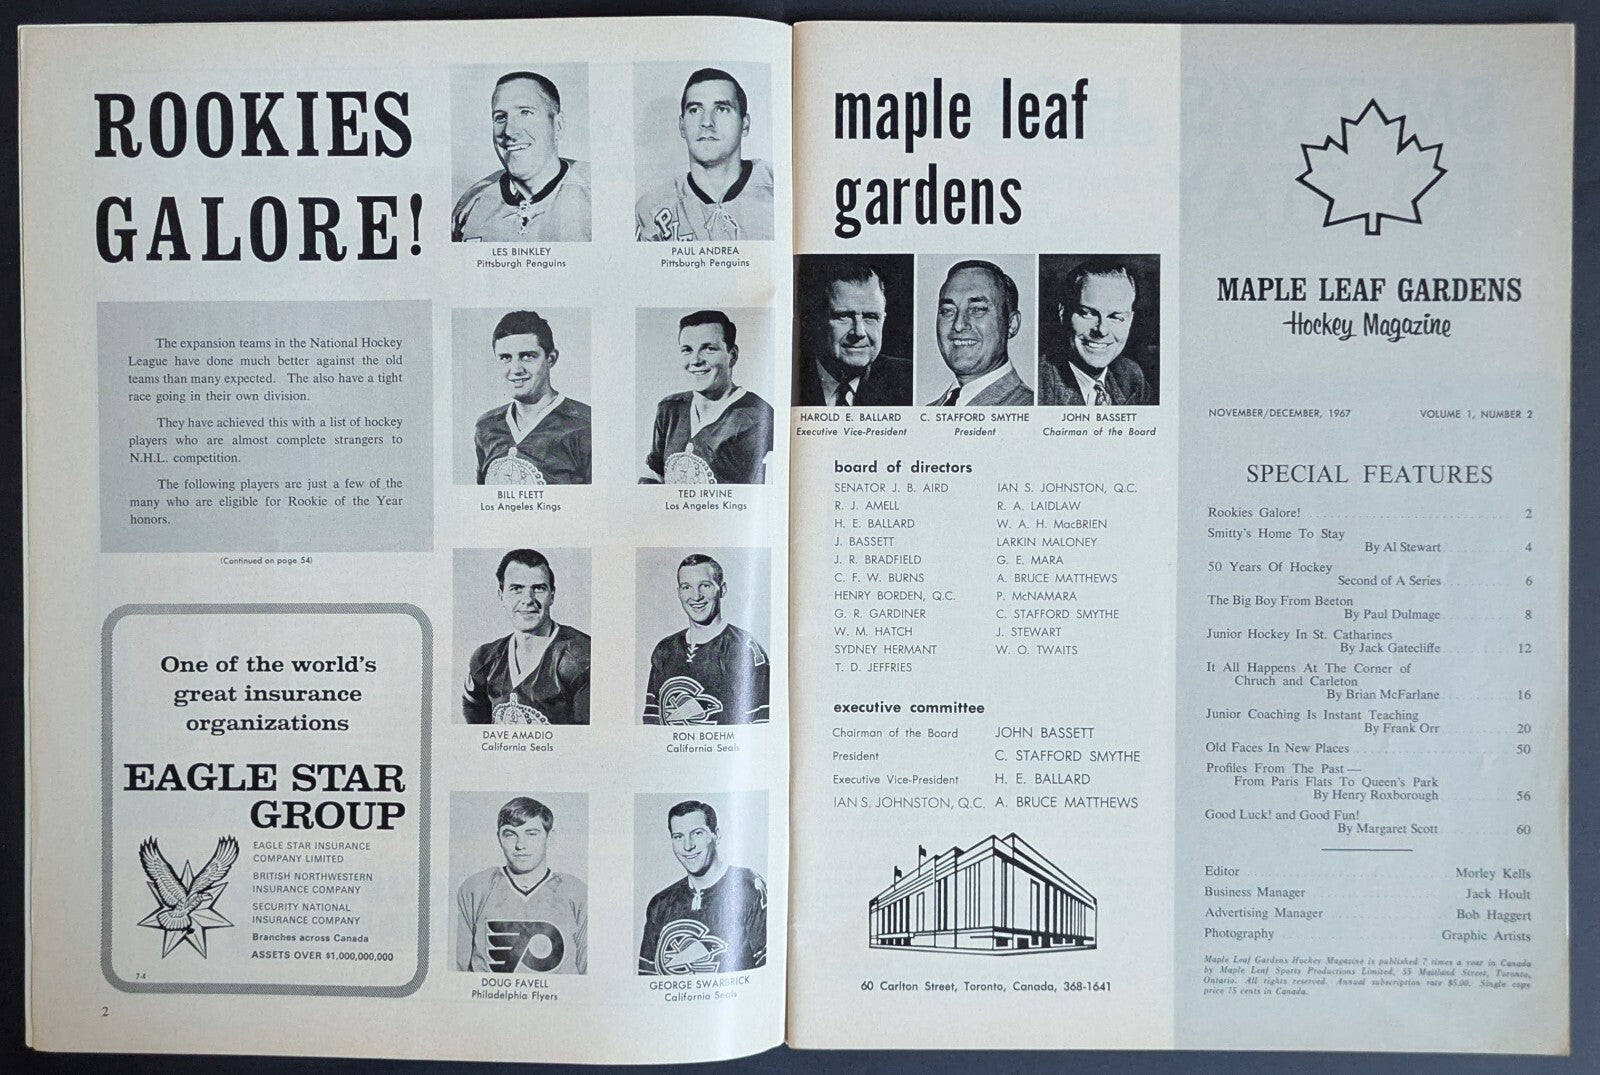 ROOKIES
GALORE!
The expansion teams in the National Hockey
League have done much better against the old
teams than many expected. The also have a tight
race going in their own division.
They have achieved this with a list of hockey
players who are almost complete strangers to
N.H.L. competition.
The following players are just a few of the
many who are eligible for Rookie of the Year
honors.
(Continued on page 54)
One of the world's
great insurance
organizations
EAGLE STAR
GROUP
EAGLE STAR INSURANCE
COMPANY LIMITED
BRITISH NORTHWESTERN
INSURANCE COMPANY
SECURITY NATIONAL
INSURANCE COMPANY
Branches across Canada
ASSETS OVER $1,000,000,000
7-4
2
LES BINKLEY
Pittsburgh Penguins
PAUL ANDREA
Pittsburgh Penguins
BILL FLETT
Los Angeles Kings
TED IRVINE
Los Angeles Kings
DAVE AMADIO
California Seals
RON BOEHM
California Seals
DOUG FAVELL
Philadelphia Flyers
GEORGE SWARBRICK
California Seals
maple leaf
gardens
HAROLD E. BALLARD
Executive Vice-President
C. STAFFORD SMYTHE
President
JOHN BASSETT
Chairman of the Board
board of directors
SENATOR J. B. AIRD
R. J. AMELL
H. E. BALLARD
J. BASSETT
J. R. BRADFIELD
C. F. W. BURNS
HENRY BORDEN, Q.C.
G. R. GARDINER
W. M. HATCH
SYDNEY HERMANT
T. D. JEFFRIES
IAN S. JOHNSTON, Q.C.
R. A. LAIDLAW
W. A. H. MacBRIEN
LARKIN MALONEY
G. E. MARA
A. BRUCE MATTHEWS
P. McNAMARA
C. STAFFORD SMYTHE
J. STEWART
W. O. TWAITS
executive committee
Chairman of the Board JOHN BASSETT
President C. STAFFORD SMYTHE
Executive Vice-President H. E. BALLARD
IAN S. JOHNSTON, Q.C. A. BRUCE MATTHEWS
60 Carlton Street, Toronto, Canada, 368-1641
MAPLE LEAF GARDENS
Hockey Magazine
NOVEMBER/DECEMBER, 1967 VOLUME 1, NUMBER 2
SPECIAL FEATURES
Rookies Galore! 2
Smitty's Home To Stay
By Al Stewart 4
50 Years Of Hockey
Second of A Series 6
The Big Boy From Beeton
By Paul Dulmage 8
Junior Hockey In St. Catharines
By Jack Gatecliffe 12
It All Happens At The Corner of
Chruch and Carleton
By Brian McFarlane 16
Junior Coaching Is Instant Teaching
By Frank Orr 20
Old Faces In New Places 50
Profiles From The Past —
From Paris Flats To Queen's Park
By Henry Roxborough 56
Good Luck! and Good Fun!
By Margaret Scott 60
Editor Morley Kells
Business Manager Jack Hoult
Advertising Manager Bob Haggert
Photography Graphic Artists
Maple Leaf Gardens Hockey Magazine is published 7 times a year in Canada
by Maple Leaf Sports Productions Limited, 55 Maitland Street, Toronto,
Ontario. All rights reserved. Annual subscription rate $5.00. Single copy
price 75 cents in Canada.